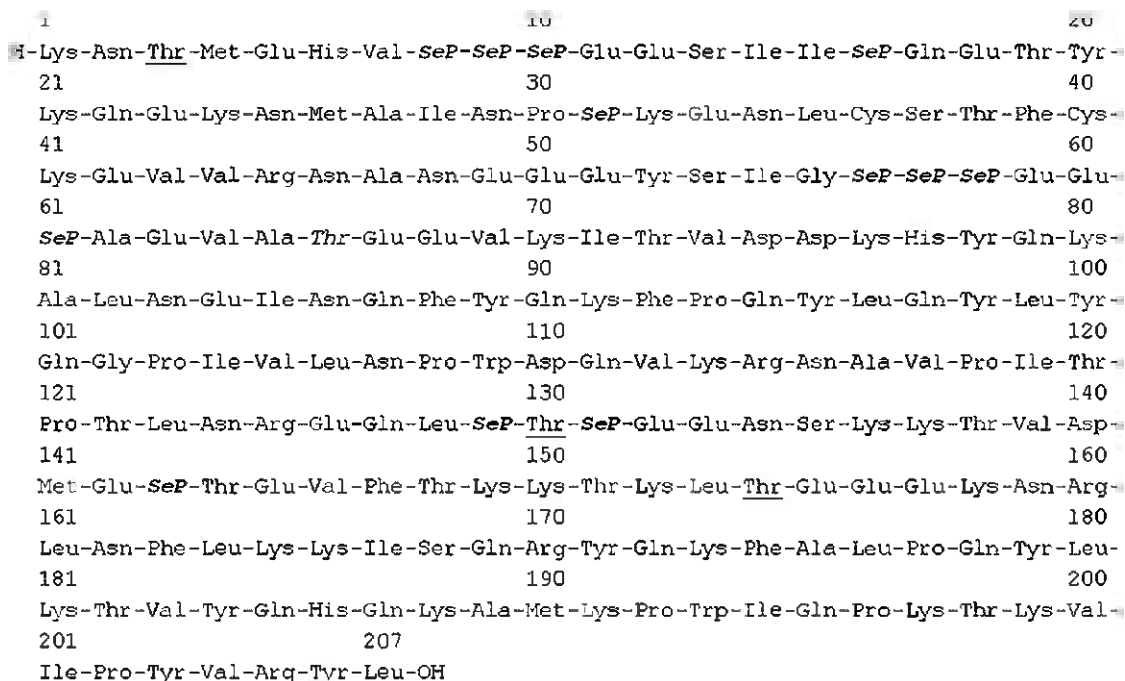 1 10 20
H-Lys-Asn-Thr-Met-Glu-His-Val-SeP-SeP-SeP-Glu-Glu-Ser-Ile-Ile-SeP-Gln-Glu-Thr-Tyr-
21 30 40
Lys-Gln-Glu-Lys-Asn-Met-Ala-Ile-Asn-Pro-SeP-Lys-Glu-Asn-Leu-Cys-Ser-Thr-Phe-Cys-
41 50 60
Lys-Glu-Val-Val-Arg-Asn-Ala-Asn-Glu-Glu-Glu-Tyr-Ser-Ile-Gly-SeP-SeP-SeP-Glu-Glu-
61 70 80
SeP-Ala-Glu-Val-Ala-Thr-Glu-Glu-Val-Lys-Ile-Thr-Val-Asp-Asp-Lys-His-Tyr-Gln-Lys-
81 90 100
Ala-Leu-Asn-Glu-Ile-Asn-Gln-Phe-Tyr-Gln-Lys-Phe-Pro-Gln-Tyr-Leu-Gln-Tyr-Leu-Tyr-
101 110 120
Gln-Gly-Pro-Ile-Val-Leu-Asn-Pro-Trp-Asp-Gln-Val-Lys-Arg-Asn-Ala-Val-Pro-Ile-Thr-
121 130 140
Pro-Thr-Leu-Asn-Arg-Glu-Gln-Leu-SeP-Thr-SeP-Glu-Glu-Asn-Ser-Lys-Lys-Thr-Val-Asp-
141 150 160
Met-Glu-SeP-Thr-Glu-Val-Phe-Thr-Lys-Lys-Thr-Lys-Leu-Thr-Glu-Glu-Glu-Lys-Asn-Arg-
161 170 180
Leu-Asn-Phe-Leu-Lys-Lys-Ile-Ser-Gln-Arg-Tyr-Gln-Lys-Phe-Ala-Leu-Pro-Gln-Tyr-Leu-
181 190 200
Lys-Thr-Val-Tyr-Gln-His-Gln-Lys-Ala-Met-Lys-Pro-Trp-Ile-Gln-Pro-Lys-Thr-Lys-Val-
201 207
Ile-Pro-Tyr-Val-Arg-Tyr-Leu-OH